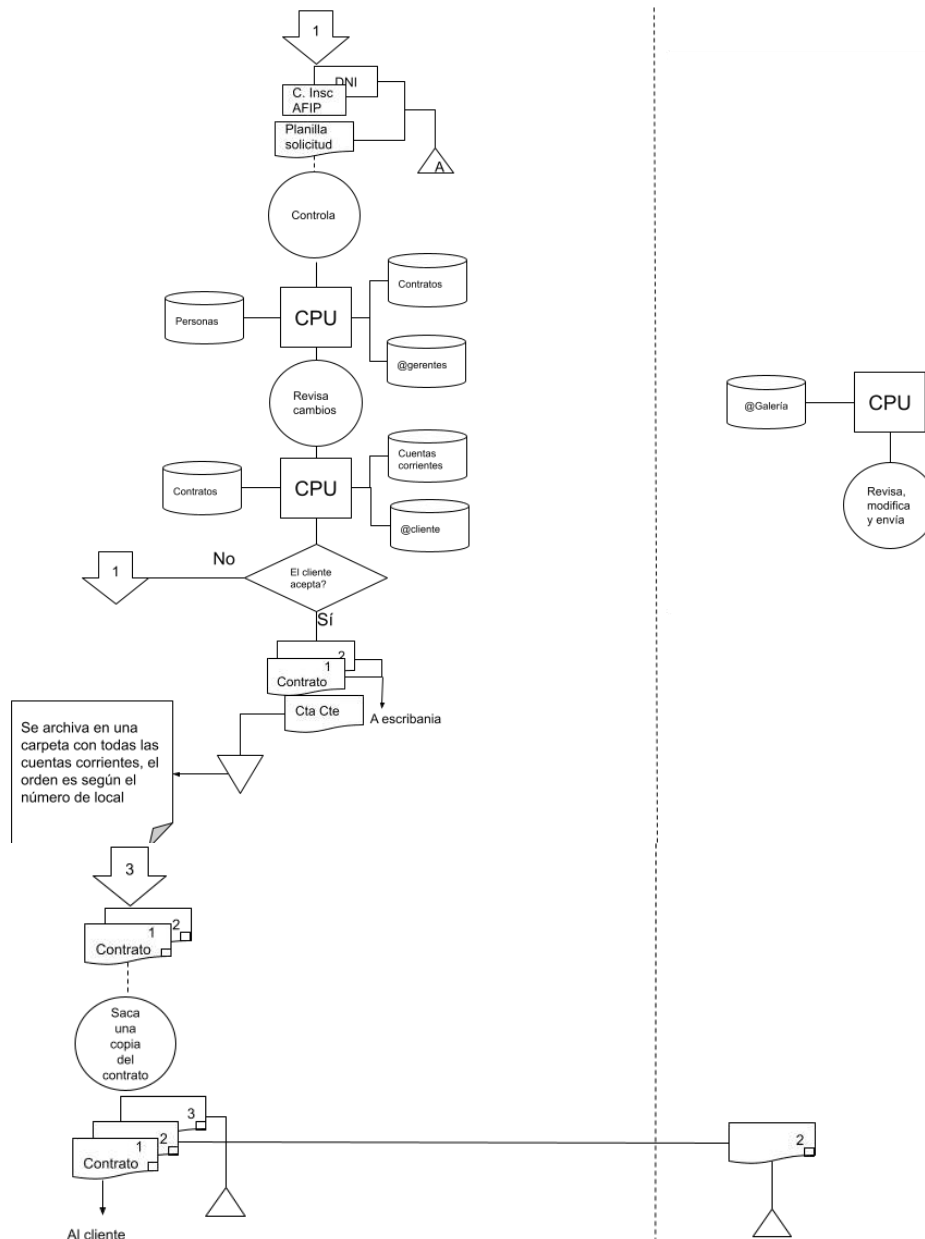 1
DNI
C. Insc
AFIP
Planilla
solicitud
A
Controla
Contratos
Personas
CPU
@gerentes
Revisa
cambios
@Galería
CPU
Cuentas
corrientes
Contratos
CPU
@cliente
Revisa,
modifica
y envía
No
1
El cliente
acepta?
Sí
2
1
Contrato
Cta Cte
A escribania
Se archiva en una
carpeta con todas las
cuentas corrientes, el
orden es según el
número de local
3
2
1
Contrato
Saca
una
copia
del
contrato
3
2
1
Contrato
2
Al cliente